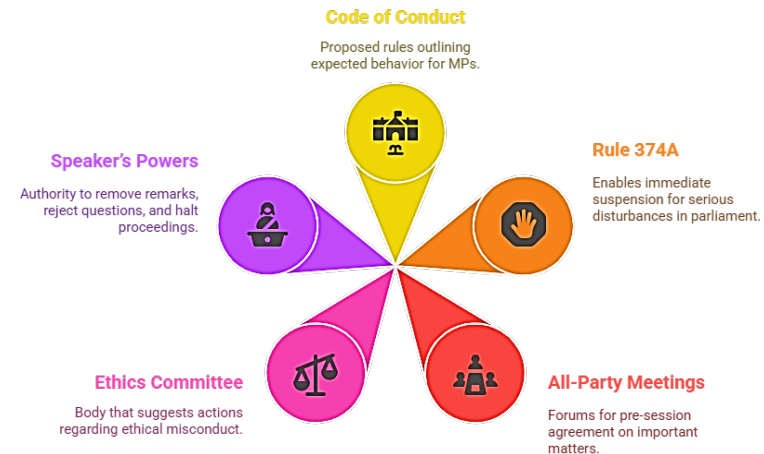 Code of Conduct
Proposed rules outlining
expected behavior for MPs.
Speaker's Powers
Authority to remove remarks,
reject questions, and halt
proceedings.
Rule 374A
Enables immediate
suspension for serious
disturbances in parliament.
Ethics Committee
Body that suggests actions
regarding ethical misconduct.
All-Party Meetings
Forums for pre-session
agreement on important
matters.